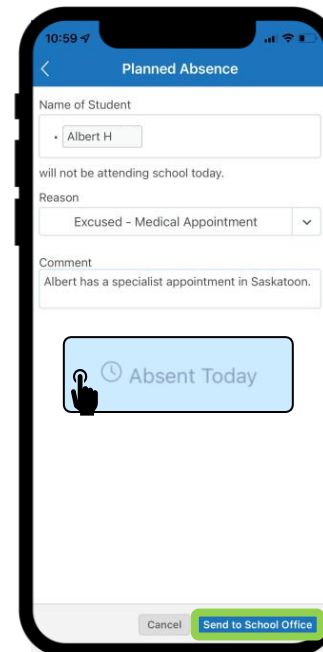 10:59
Planned Absence
Name of Student
• Albert H
will not be attending school today.
Reason
Excused - Medical Appointment
Comment
Albert has a specialist appointment in Saskatoon.
Absent Today
Cancel Send to School Office